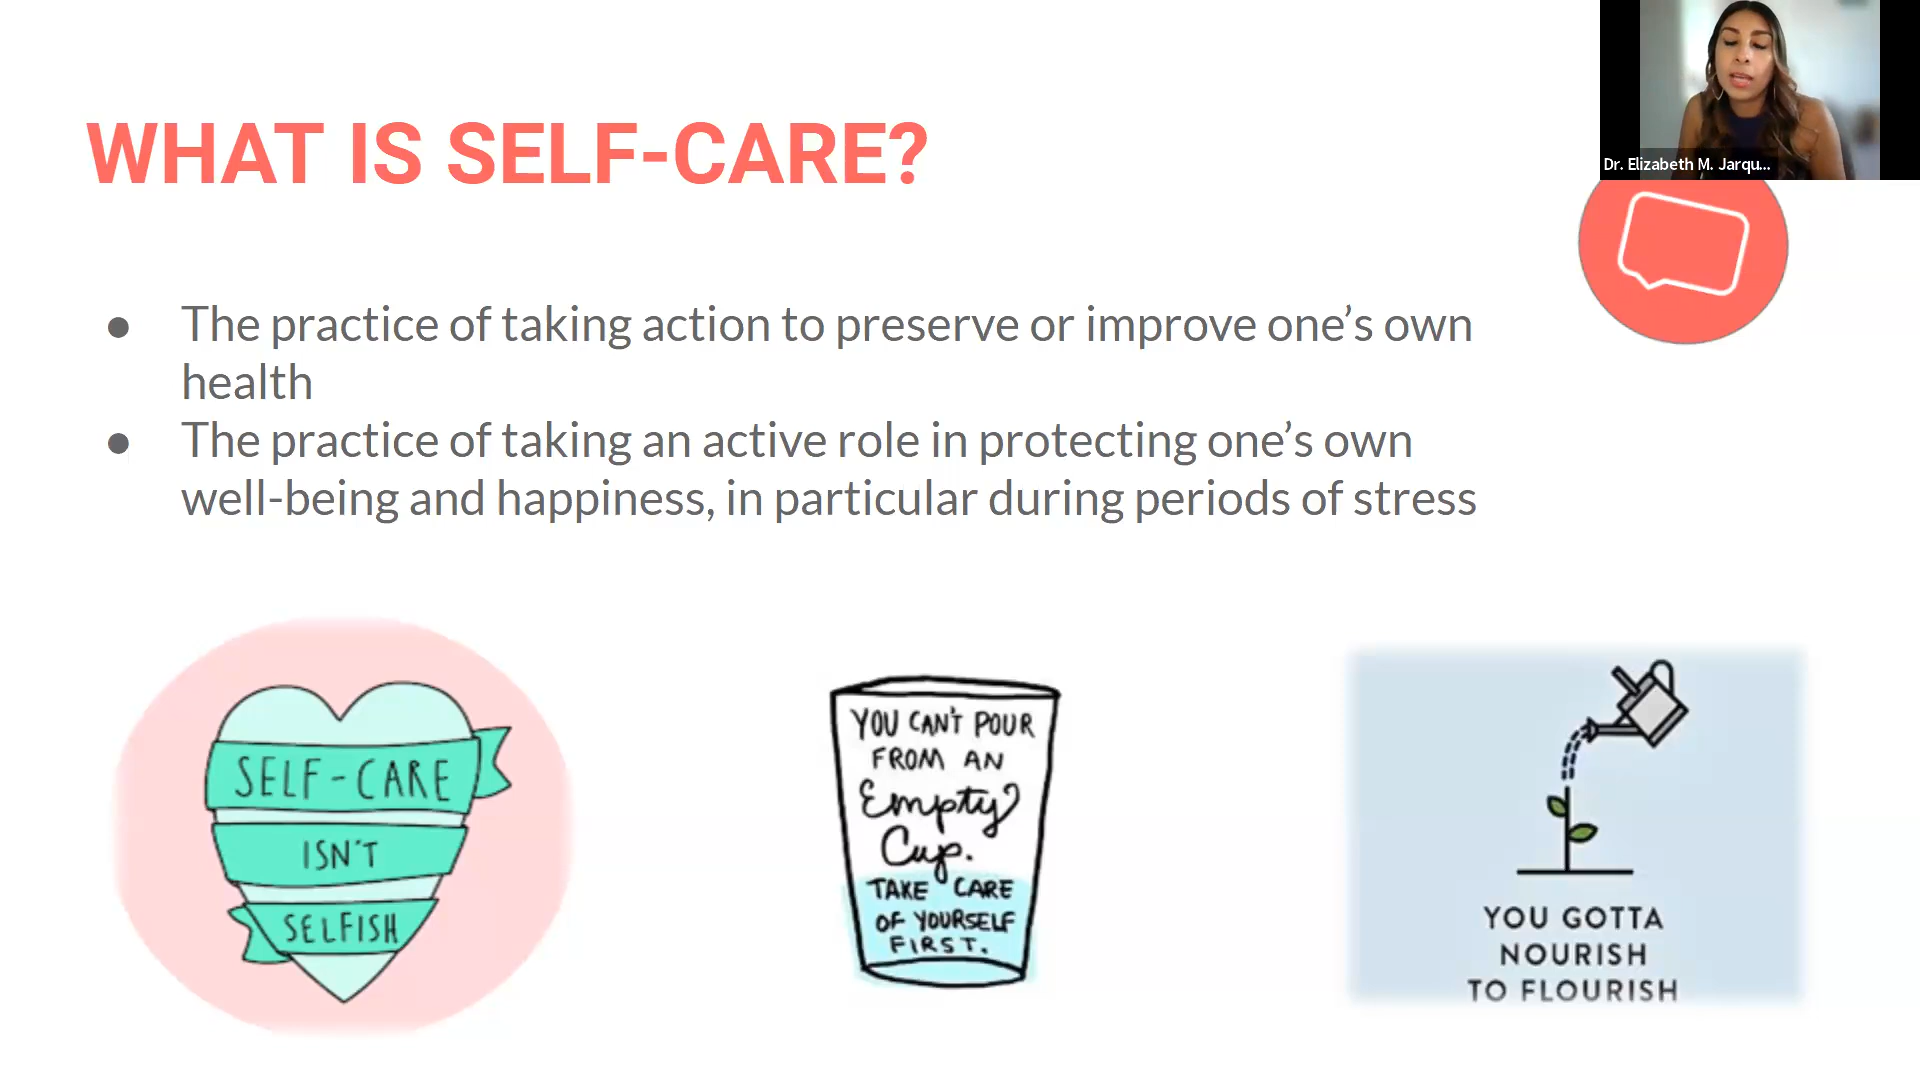 Dr. Elizabeth M. Jarqu...
WHAT IS SELF-CARE?
● The practice of taking action to preserve or improve one’s own
health
● The practice of taking an active role in protecting one’s own
well-being and happiness, in particular during periods of stress
SELF-CARE
ISN'T
SELFISH
YOU CAN'T POUR
FROM AN
Empty
Cup.
TAKE CARE
OF YOURSELF
FIRST.
YOU GOTTA
NOURISH
TO FLOURISH